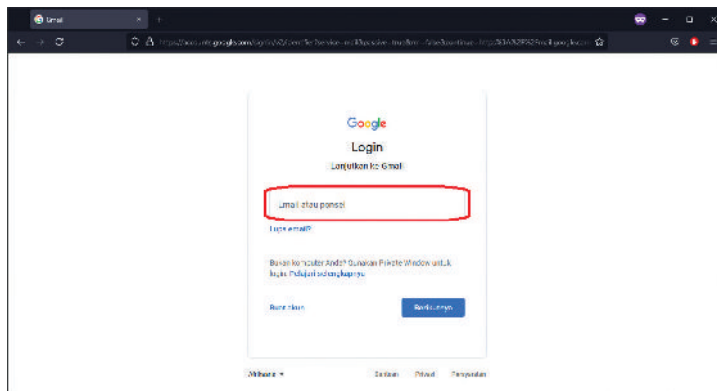 Gmail
Google
Login
Lanjutkan ke Gmail
Email atau ponsel
Lupa email?
Bukan komputer Anda? Gunakan Private Window untuk
login. Pelajari selengkapnya
Buat akun
Berikutnya
Bantuan Privasi Persyaratan